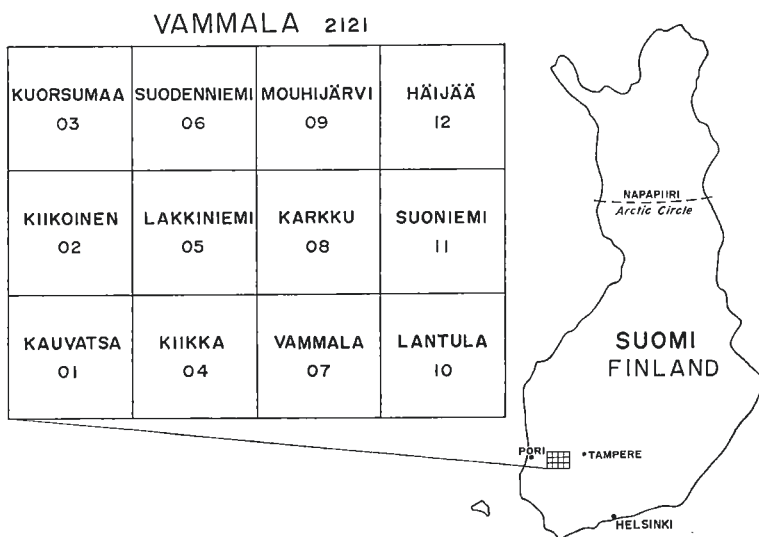 VAMMALA 2121
KUORSUMAA
03
SUODENNIEMI
06
MOUHIJÄRVI
09
HÄIJÄÄ
12
KIIKOINEN
02
LAKKINIEMI
05
KARKKU
08
SUONIEMI
11
KAUVATSA
01
KIIKKA
04
VAMMALA
07
LANTULA
10
NAPAPIIRI
Arctic Circle
SUOMI
FINLAND
PORI
TAMPERE
HELSINKI